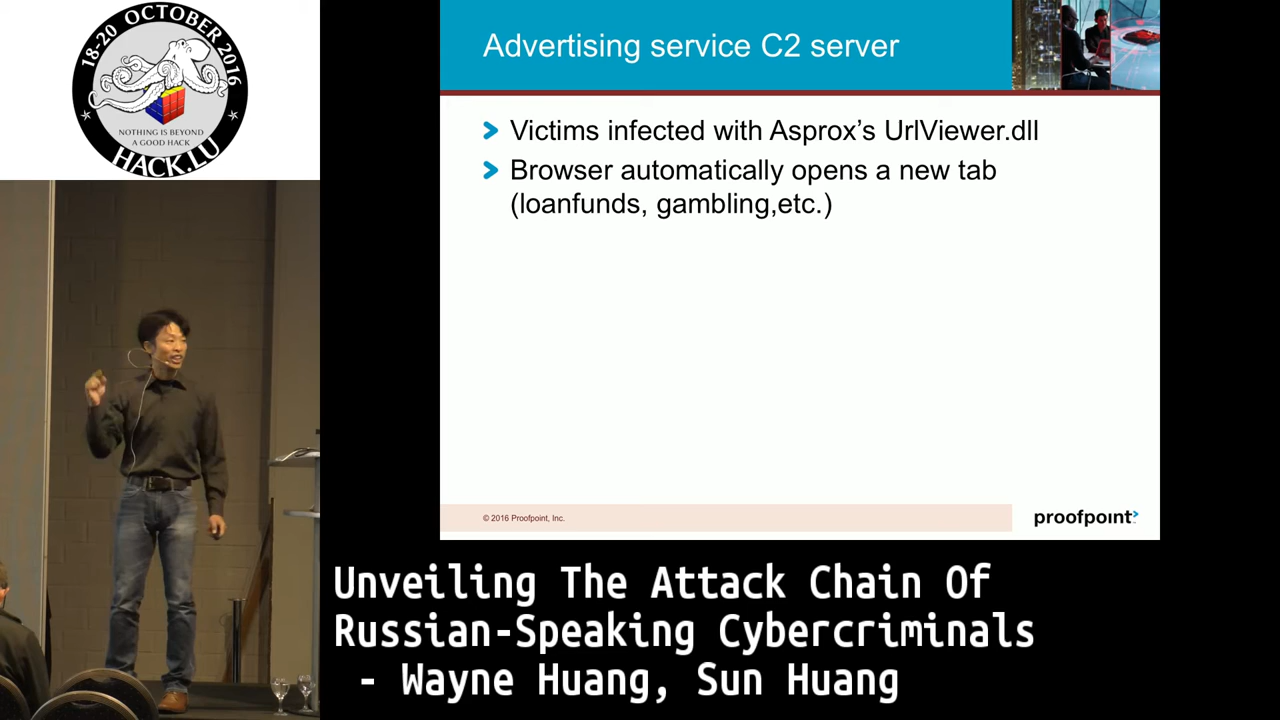 18-20 OCTOBER 2016
NOTHING IS BEYOND
A GOOD HACK
HACK.LU
Advertising service C2 server
Victims infected with Asprox's UrlViewer.dll
Browser automatically opens a new tab
(loanfunds, gambling,etc.)
© 2016 Proofpoint, Inc.
proofpoint
Unveiling The Attack Chain Of
Russian-Speaking Cybercriminals
- Wayne Huang, Sun Huang